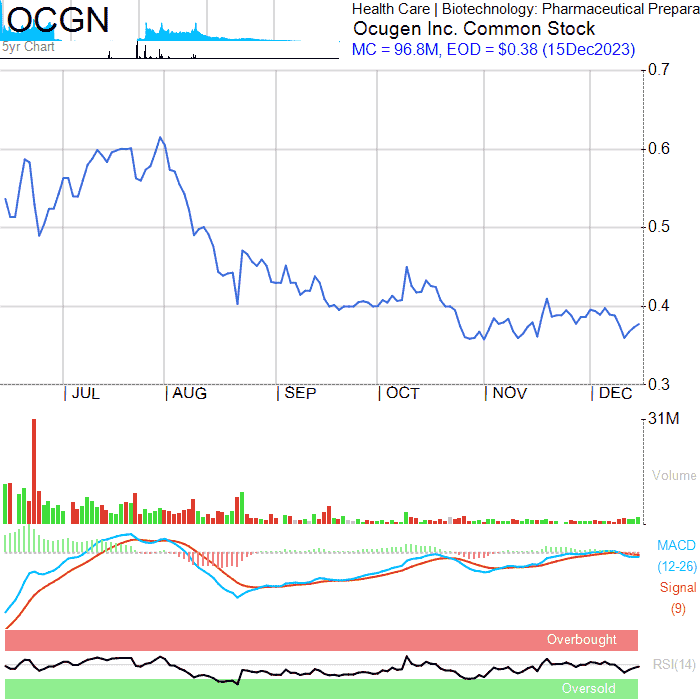 OCGN
5yr Chart
Health Care | Biotechnology: Pharmaceutical Prepara
Ocugen Inc. Common Stock
MC = 96.8M, EOD = $0.38 (15Dec2023)
0.7
0.6
0.5
0.4
0.3
| JUL | AUG | SEP | OCT | NOV | DEC
31M
Volume
MACD
(12-26)
Signal
(9)
Overbought
RSI(14)
Oversold